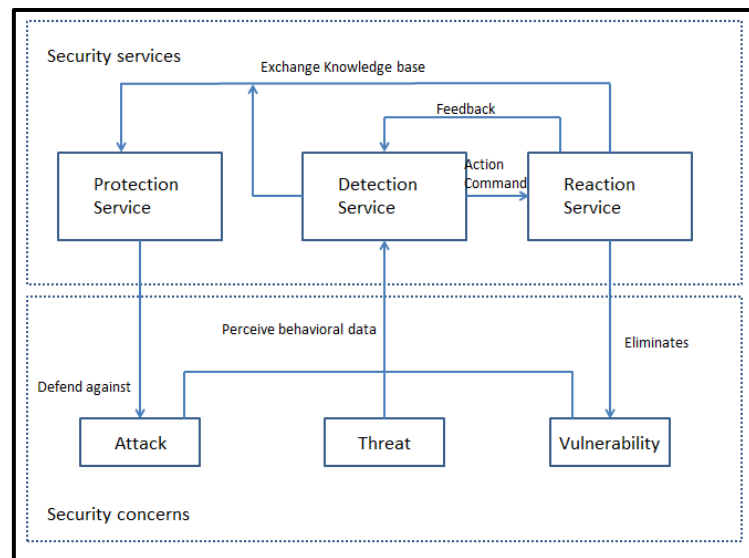 Security services
Exchange Knowledge base
Feedback
Protection
Service
Detection
Service
Action
Command
Reaction
Service
Perceive behavioral data
Eliminates
Defend against
Attack
Threat
Vulnerability
Security concerns